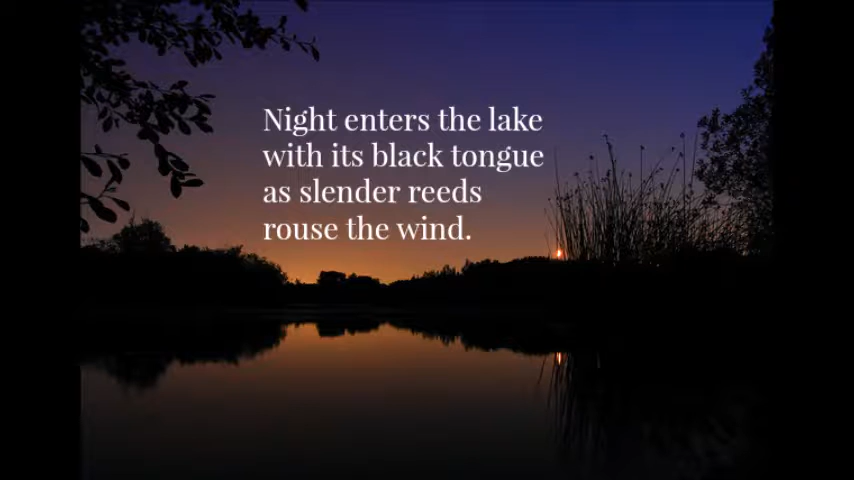 Night enters the lake
with its black tongue
as slender reeds
rouse the wind.